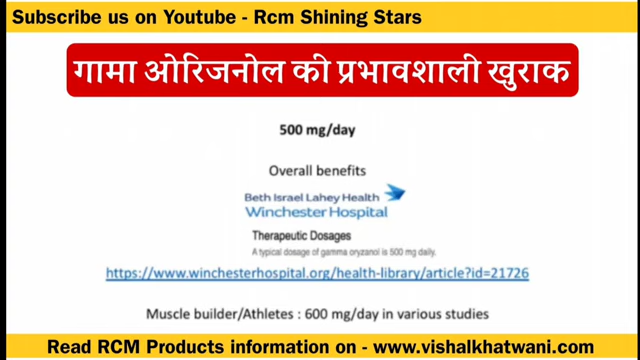 Subscribe us on Youtube - Rcm Shining Stars
गामा ओरिजनोल की प्रभावशाली खुराक
500 mg/day
Overall benefits
Beth Israel Lahey Health
Winchester Hospital
Therapeutic Dosages
A typical dosage of gamma oryzanol is 500 mg daily.
https://www.winchesterhospital.org/health-library/article?id=21726
Muscle builder/Athletes : 600 mg/day in various studies
Read RCM Products information on - www.vishalkhatwani.com